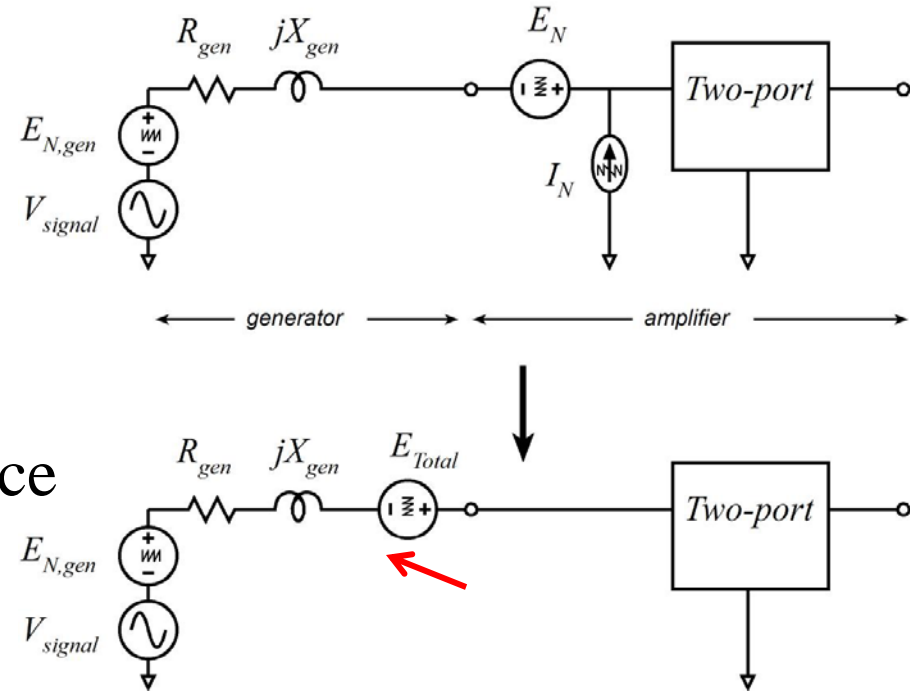 R_gen jX_gen E_N
Two-port
E_N,gen
I_N
V_signal
generator amplifier
R_gen jX_gen E_Total
ce
Two-port
E_N,gen
V_signal